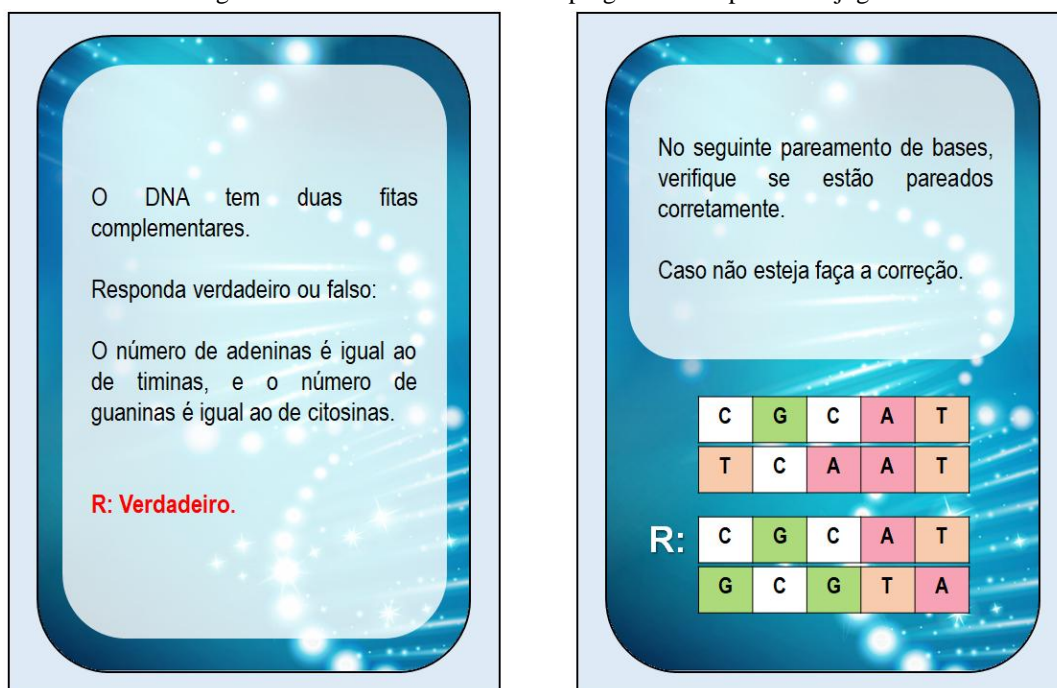 O DNA tem duas fitas
complementares.
Responda verdadeiro ou falso:
O número de adeninas é igual ao
de timinas, e o número de
guaninas é igual ao de citosinas.
R: Verdadeiro.
No seguinte pareamento de bases,
verifique se estão pareados
corretamente.
Caso não esteja faça a correção.
C G C A T
T C A A T
R: C G C A T
G C G T A